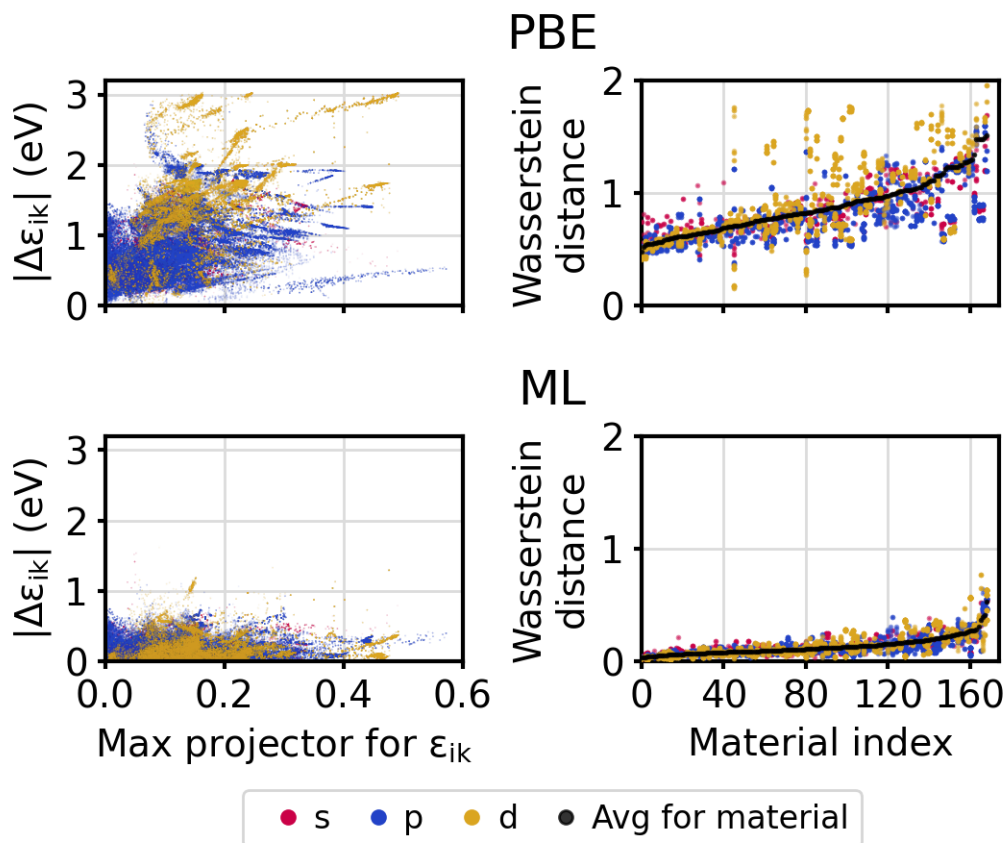 PBE
3
2
1
0
|Δε_ik| (eV)
2
1
0
Wasserstein
distance
ML
3
2
1
0
|Δε_ik| (eV)
0.0
0.2
0.4
0.6
Max projector for ε_ik
2
1
0
Wasserstein
distance
0
40
80
120
160
Material index
s
p
d
Avg for material